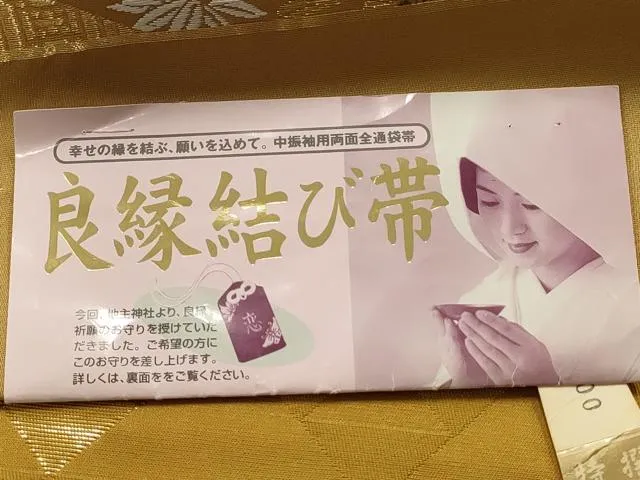 幸せの縁を結ぶ、願いを込めて。中振袖用両面全通袋帯
良縁結び帯
恋
今回、地主神社より、良縁
祈願のお守りを授けていた
だきました。ご希望の方に
このお守りを差し上げます。
詳しくは、裏面ををご覧ください。
00
特撰